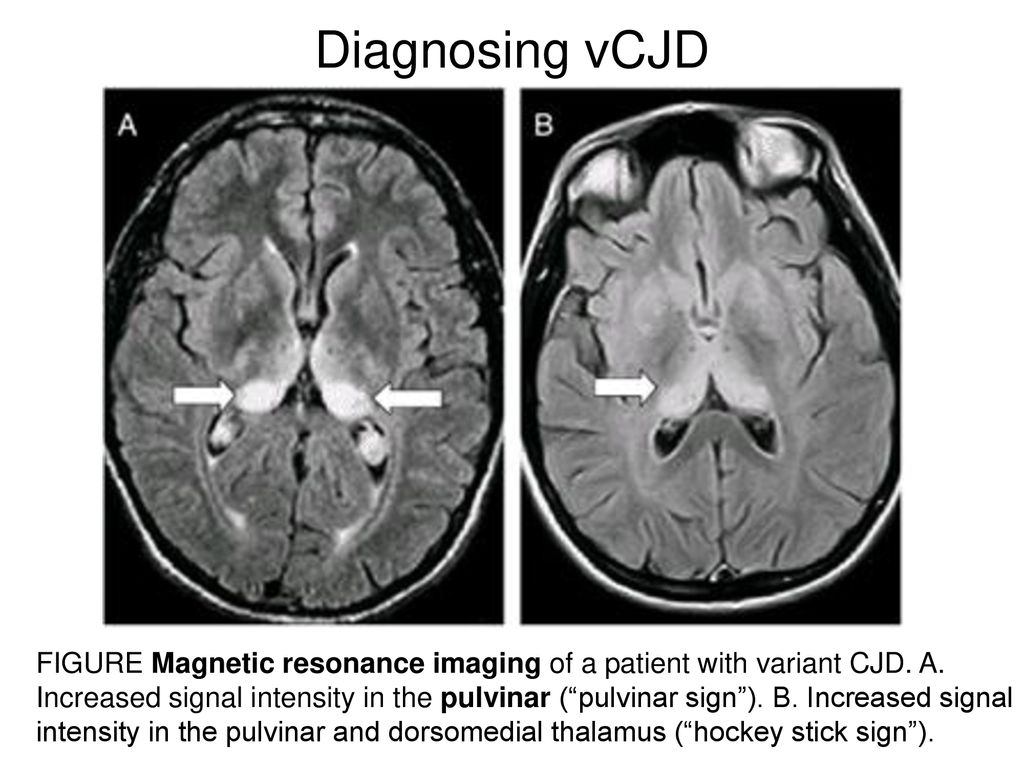 Diagnosing vCJD
A
B
FIGURE Magnetic resonance imaging of a patient with variant CJD. A.
Increased signal intensity in the pulvinar (“pulvinar sign”). B. Increased signal
intensity in the pulvinar and dorsomedial thalamus (“hockey stick sign”).